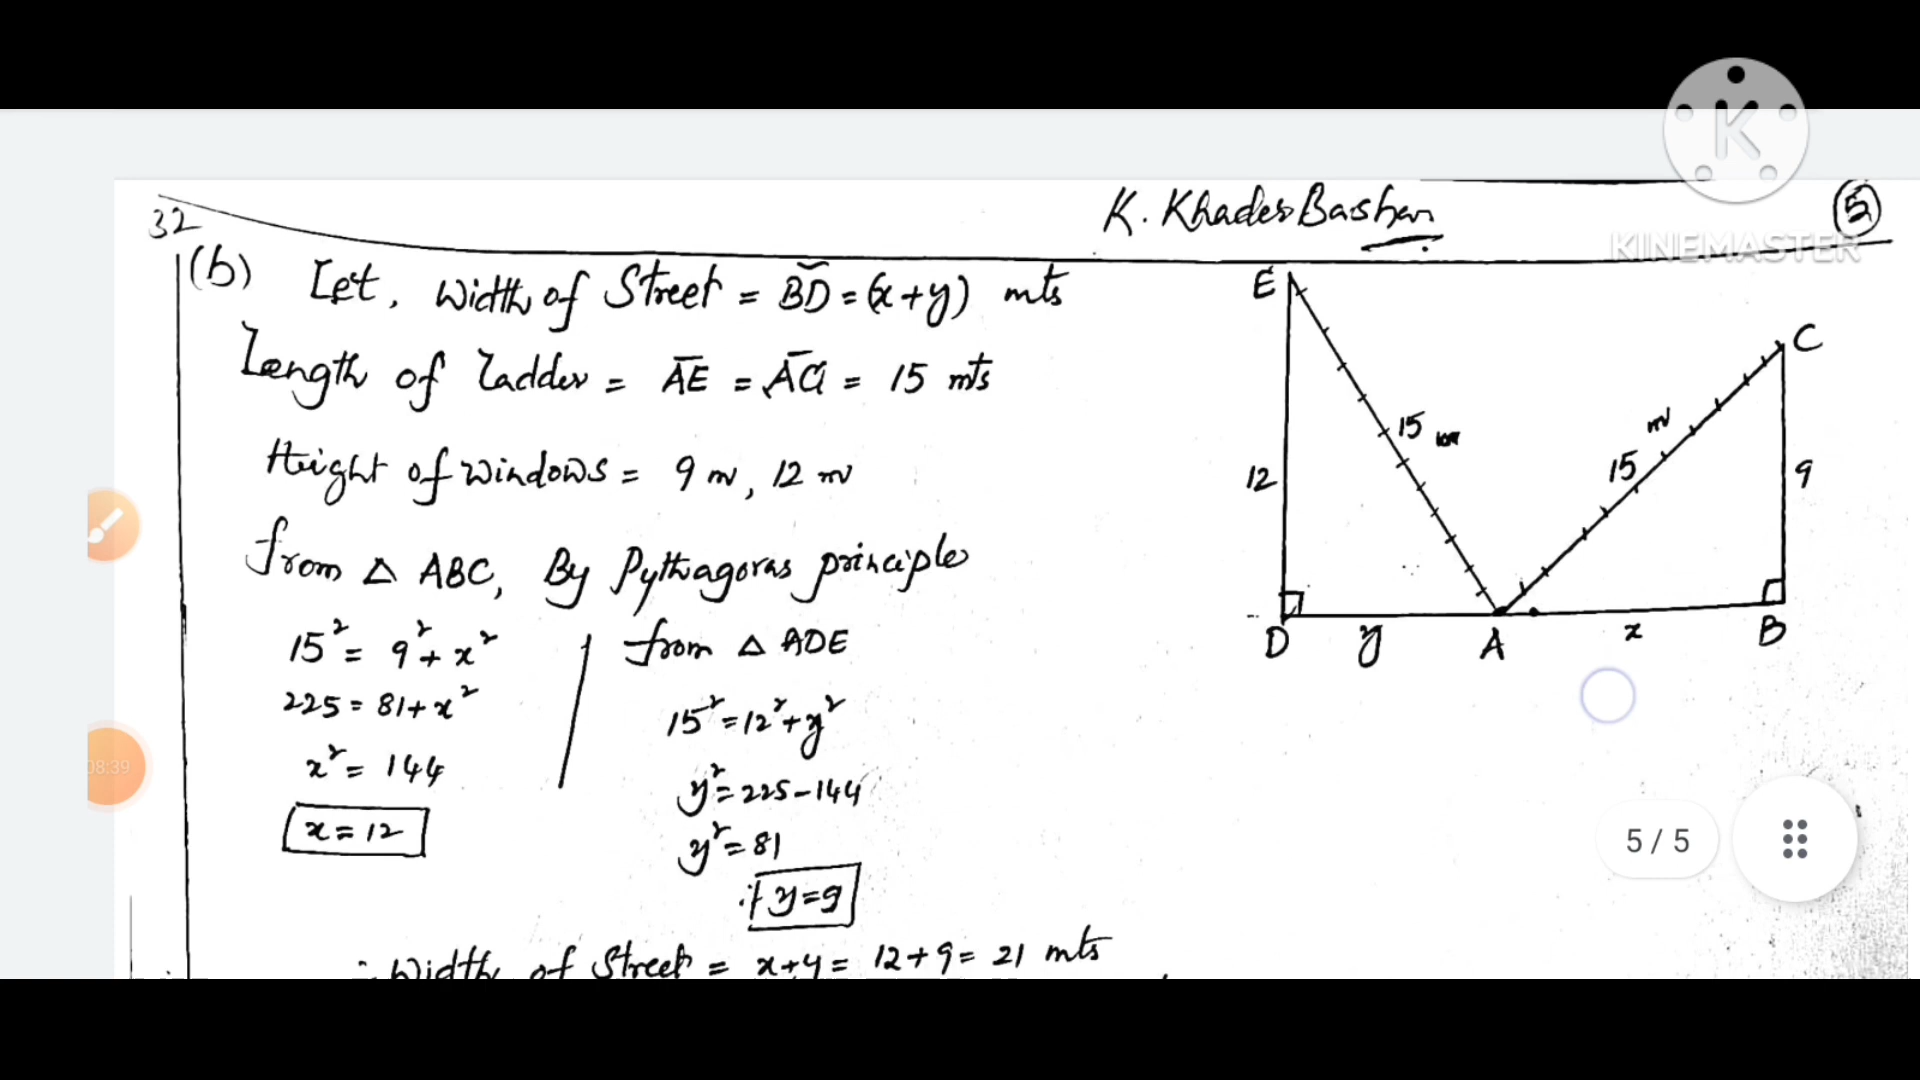 K
KINEMASTER
K. KhaderBashan
5
32
(b) Let, Width of Street = BD = (x+y) mts
Length of ladder = AE = AC = 15 mts
Height of windows = 9 m, 12 m
from △ ABC, By Pythagoras principle
15² = 9² + x²
225 = 81 + x²
x² = 144
x = 12
from △ ADE
15² = 12² + y²
y² = 225 - 144
y² = 81
y = 9
Width of Street = x+y = 12+9 = 21 mts
E
C
15
15 m
12
9
D y A x B
08:39
5 / 5